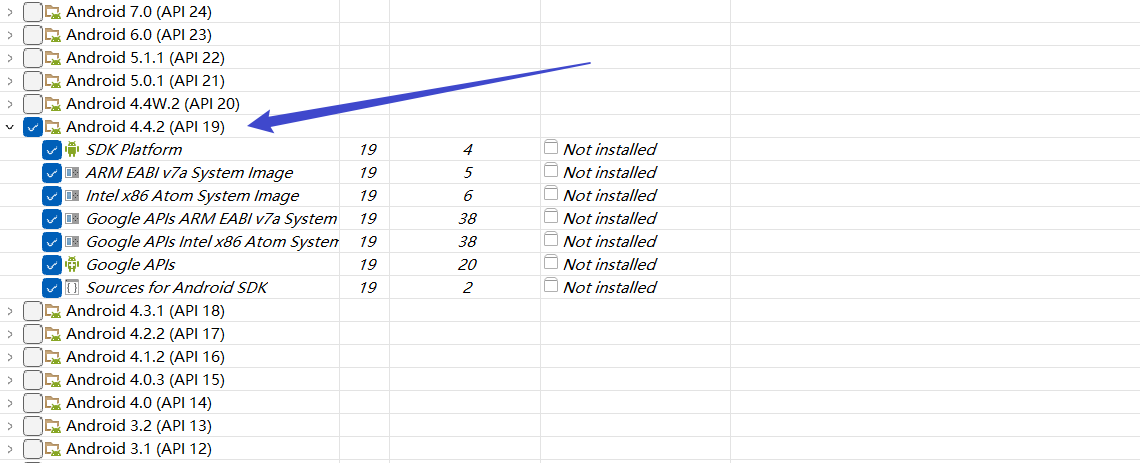 Android 7.0 (API 24)
Android 6.0 (API 23)
Android 5.1.1 (API 22)
Android 5.0.1 (API 21)
Android 4.4W.2 (API 20)
Android 4.4.2 (API 19)
SDK Platform 19 4 Not installed
ARM EABI v7a System Image 19 5 Not installed
Intel x86 Atom System Image 19 6 Not installed
Google APIs ARM EABI v7a System 19 38 Not installed
Google APIs Intel x86 Atom System 19 38 Not installed
Google APIs 19 20 Not installed
Sources for Android SDK 19 2 Not installed
Android 4.3.1 (API 18)
Android 4.2.2 (API 17)
Android 4.1.2 (API 16)
Android 4.0.3 (API 15)
Android 4.0 (API 14)
Android 3.2 (API 13)
Android 3.1 (API 12)